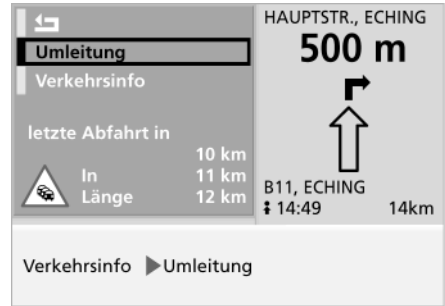 Umleitung
Verkehrsinfo
letzte Abfahrt in
10 km
In 11 km
Länge 12 km
HAUPTSTR., ECHING
500 m
B11, ECHING
14:49 14km
Verkehrsinfo ▶Umleitung